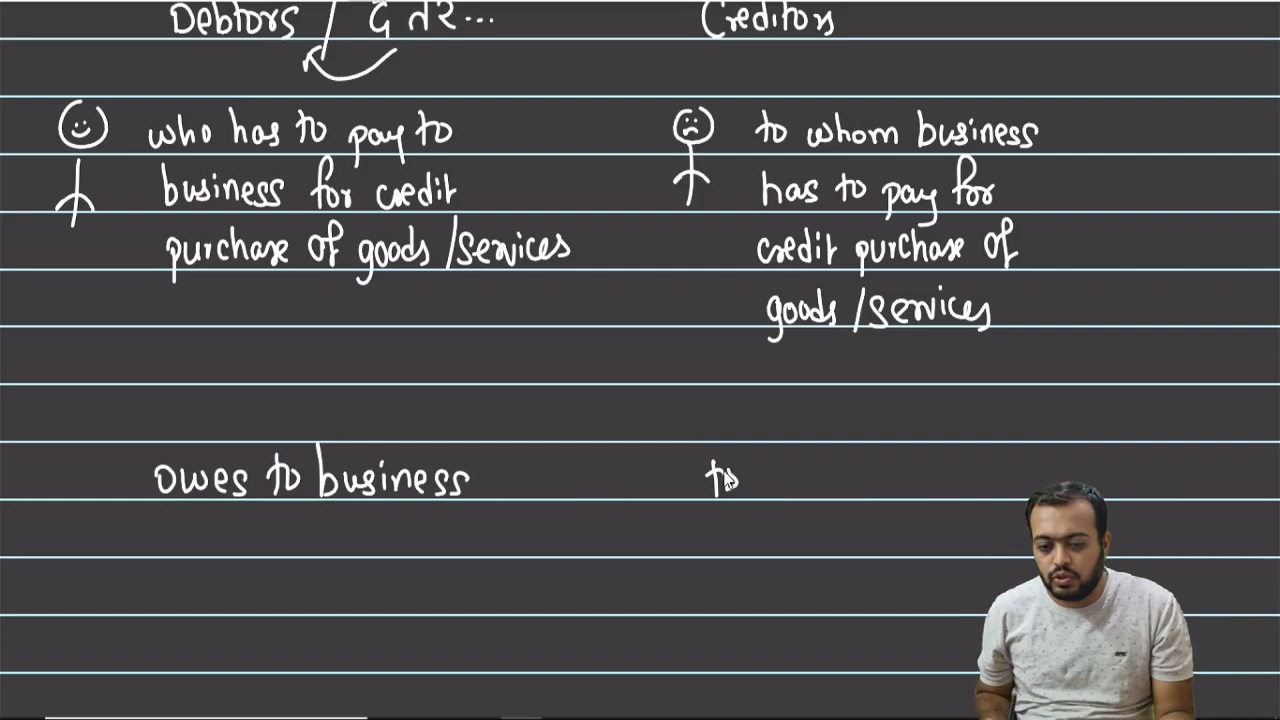 Debtors /
Creditors
who has to pay to
business for credit
purchase of goods/services
to whom business
has to pay for
credit purchase of
goods/services
owes to business
to